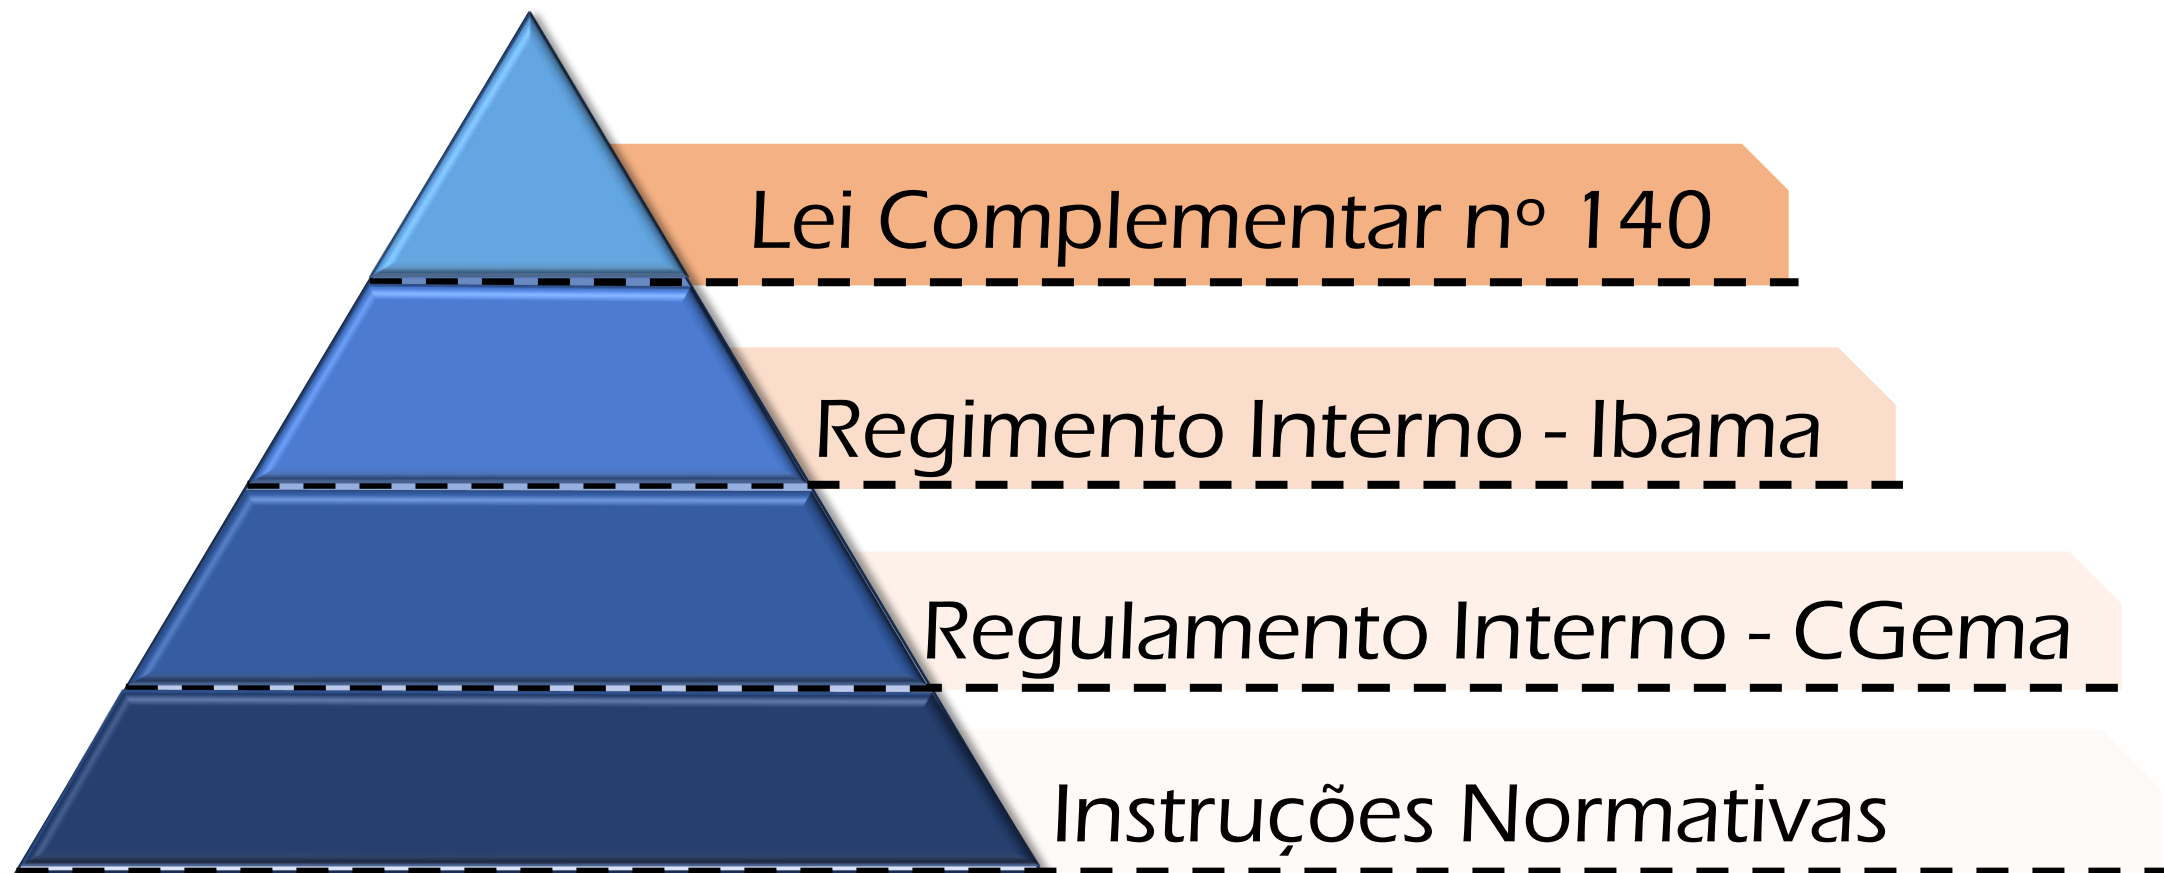 Lei Complementar nº 140
Regimento Interno - Ibama
Regulamento Interno - CGema
Instruções Normativas